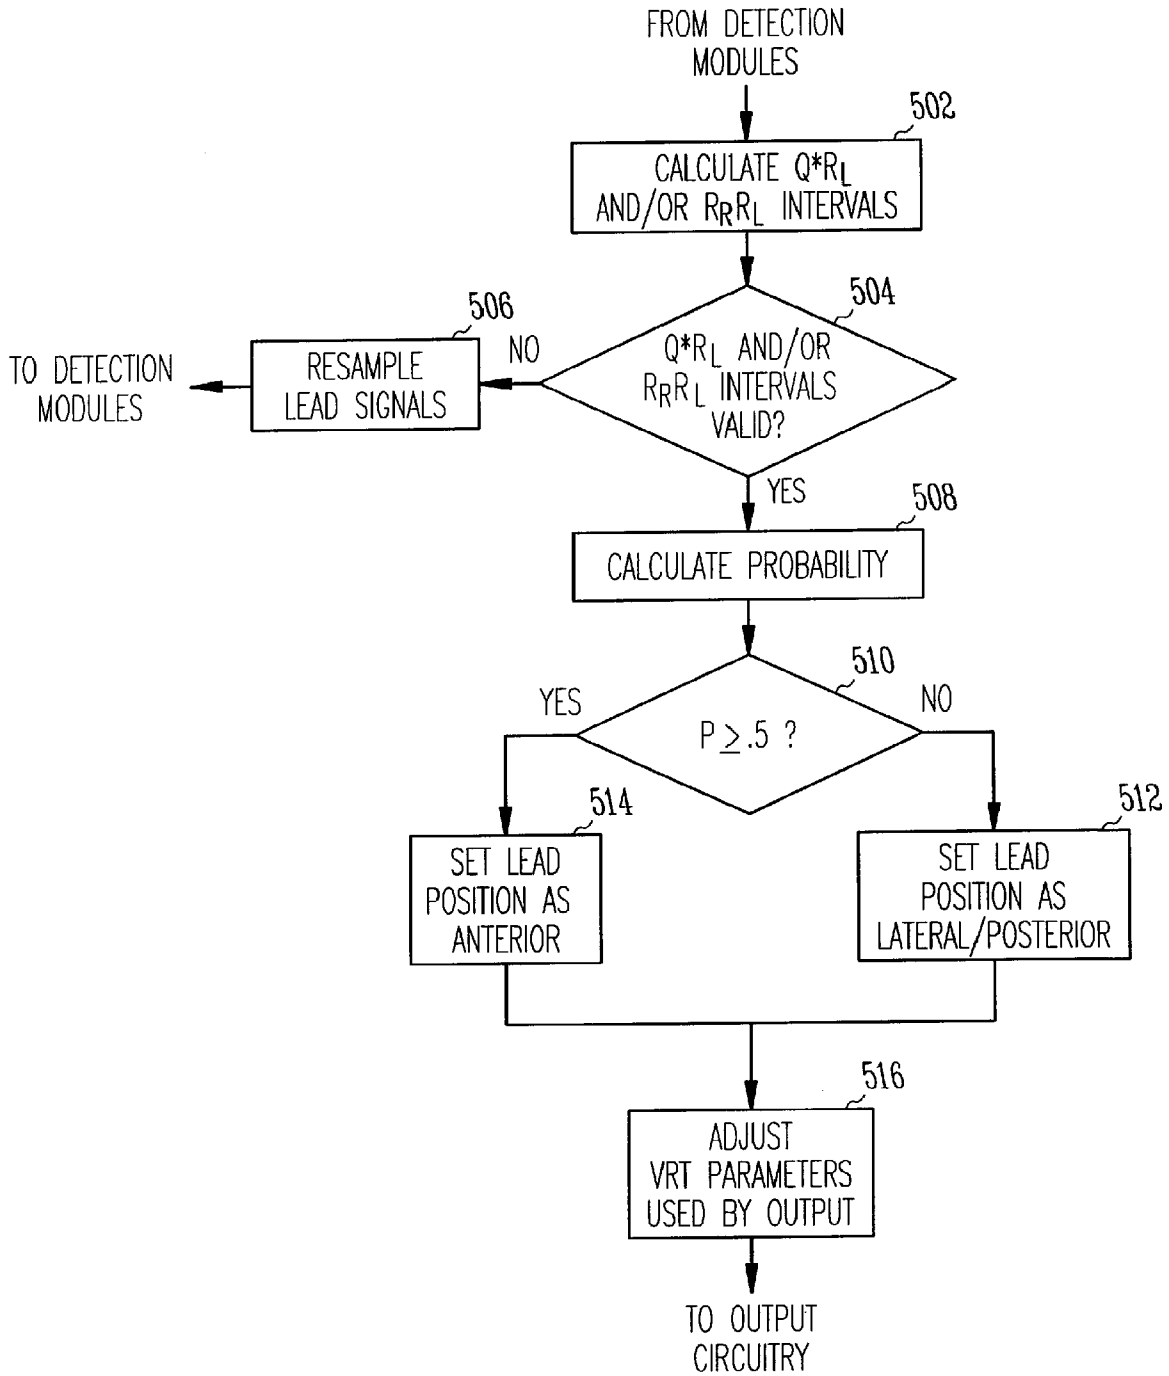 FROM DETECTION
MODULES
502
CALCULATE Q*RL
AND/OR RRRL INTERVALS
504
Q*RL AND/OR
RRRL INTERVALS
VALID?
506
NO
RESAMPLE
LEAD SIGNALS
TO DETECTION
MODULES
YES
508
CALCULATE PROBABILITY
510
YES
NO
P ≥ .5 ?
514
SET LEAD
POSITION AS
ANTERIOR
512
SET LEAD
POSITION AS
LATERAL/POSTERIOR
516
ADJUST
VRT PARAMETERS
USED BY OUTPUT
TO OUTPUT
CIRCUITRY